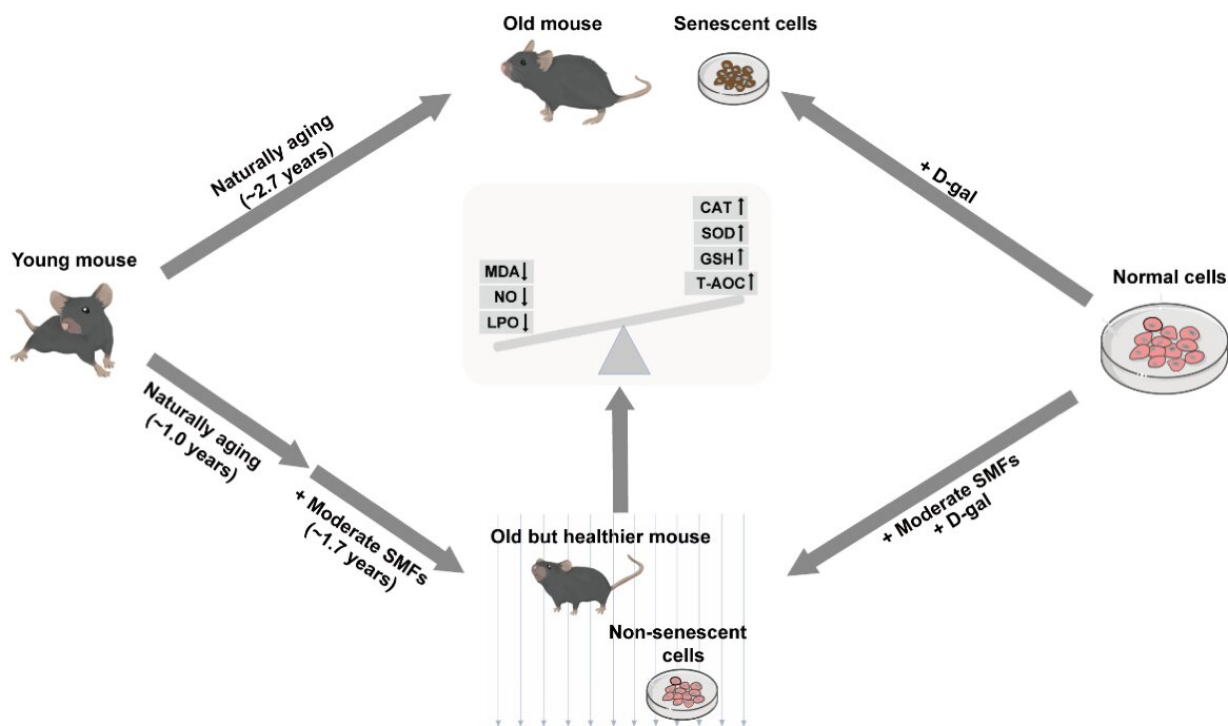 Old mouse
Senescent cells
Naturally aging
(~2.7 years)
+ D-gal
CAT ↑
SOD ↑
GSH ↑
T-AOC ↑
MDA ↓
NO ↓
LPO ↓
Young mouse
Normal cells
Naturally aging
(~1.0 years)
+ Moderate SMFs
(~1.7 years)
+ Moderate SMFs
+ D-gal
Old but healthier mouse
Non-senescent
cells